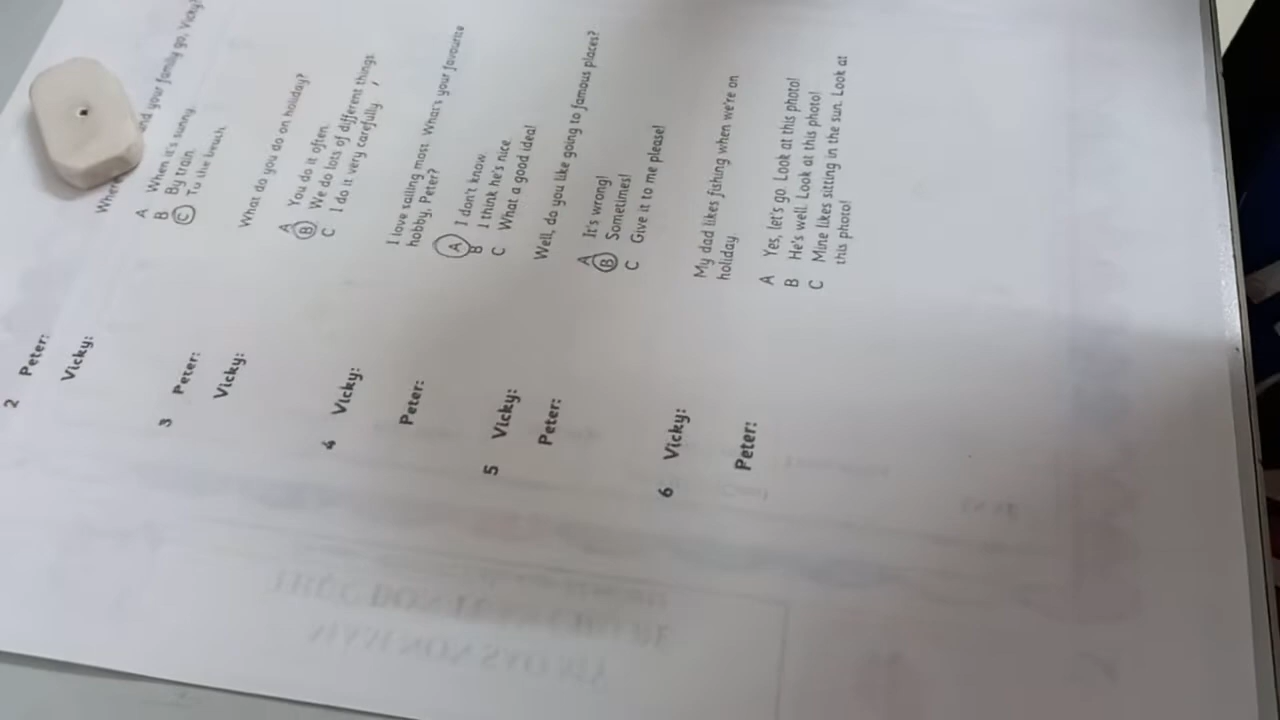 2 Peter: your family go, Vicky?
Vicky: A When it's sunny.
B By train.
C To the beach.
3 Peter: What do you do on holiday?
Vicky: A You do it often.
B We do lots of different things.
C I do it very carefully.
4 Vicky: I love sailing most. What's your favourite
hobby, Peter?
Peter: A I don't know.
B I think he's nice.
C What a good idea!
5 Vicky: Well, do you like going to famous places?
Peter: A It's wrong!
B Sometimes!
C Give it to me please!
6 Vicky: My dad likes fishing when we're on
holiday.
Peter: A Yes, let's go. Look at this photo!
B He's well. Look at this photo!
C Mine likes sitting in the sun. Look at
this photo!